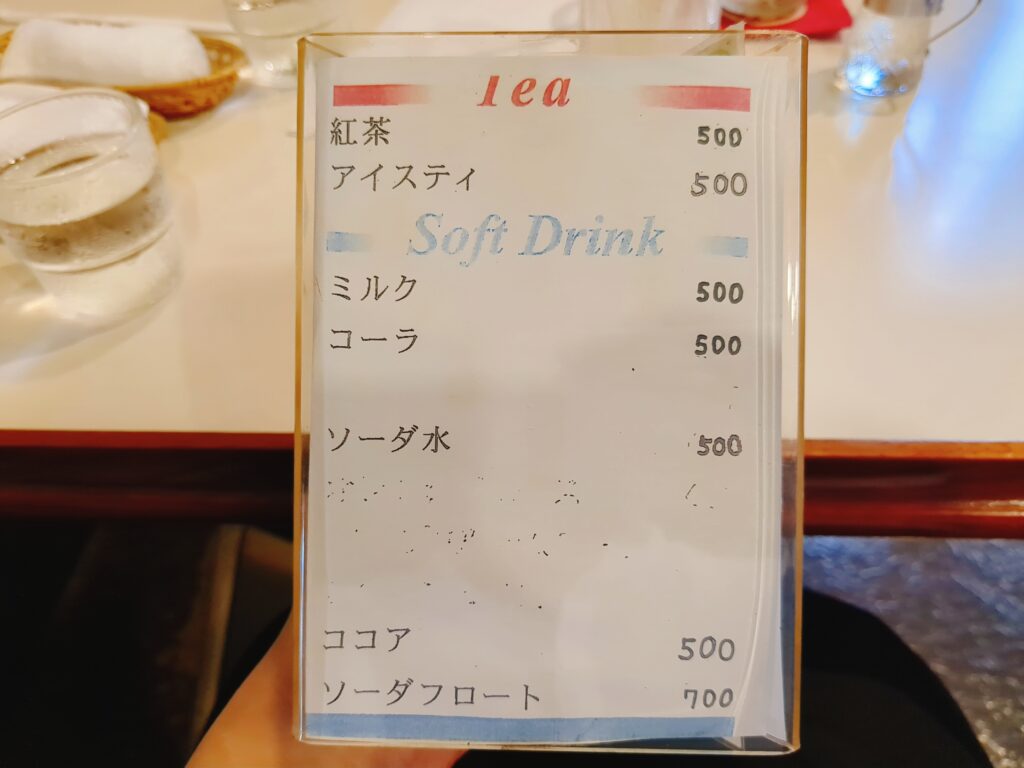 Tea
紅茶 500
アイスティ 500
Soft Drink
ミルク 500
コーラ 500
ソーダ水 500
ココア 500
ソーダフロート 700